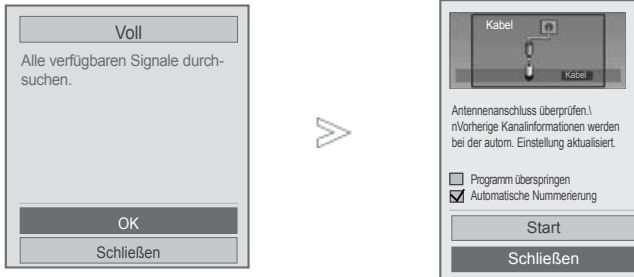 Voll
Alle verfügbaren Signale durch-
suchen.
OK
Schließen
Kabel
Kabel
Antennenanschluss überprüfen.\
nVorherige Kanalinformationen werden
bei der autom. Einstellung aktualisiert.
Programm überspringen
Automatische Nummerierung
Start
Schließen